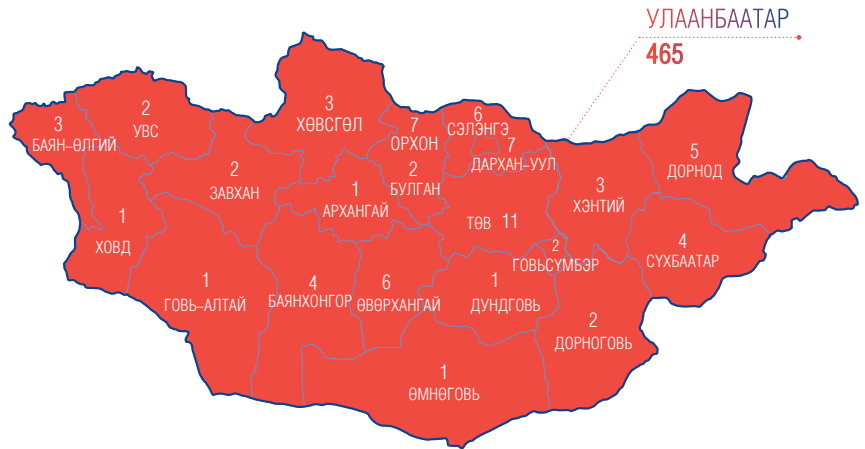 УЛААНБААТАР
465
3
БАЯН–ӨЛГИЙ
2
УВС
3
ХӨВСГӨЛ
7
ОРХОН
6
СЭЛЭНГЭ
7
ДАРХАН–УУЛ
5
ДОРНОД
2
ЗАВХАН
1
АРХАНГАЙ
2
БУЛГАН
3
ХЭНТИЙ
1
ХОВД
ТӨВ 11
2
ГОВЬСҮМБЭР
4
СҮХБААТАР
1
ГОВЬ–АЛТАЙ
4
БАЯНХОНГОР
6
ӨВӨРХАНГАЙ
1
ДУНДГОВЬ
2
ДОРНОГОВЬ
1
ӨМНӨГОВЬ